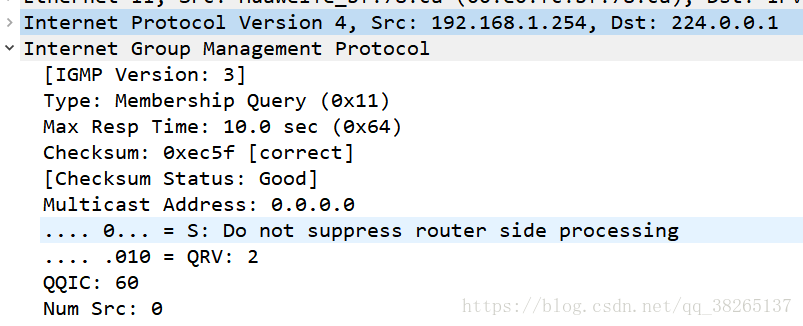 Internet Protocol Version 4, Src: 192.168.1.254, Dst: 224.0.0.1
Internet Group Management Protocol
[IGMP Version: 3]
Type: Membership Query (0x11)
Max Resp Time: 10.0 sec (0x64)
Checksum: 0xec5f [correct]
[Checksum Status: Good]
Multicast Address: 0.0.0.0
.... 0... = S: Do not suppress router side processing
.... .010 = QRV: 2
QQIC: 60
Num Src: 0
https://blog.csdn.net/qq_38265137